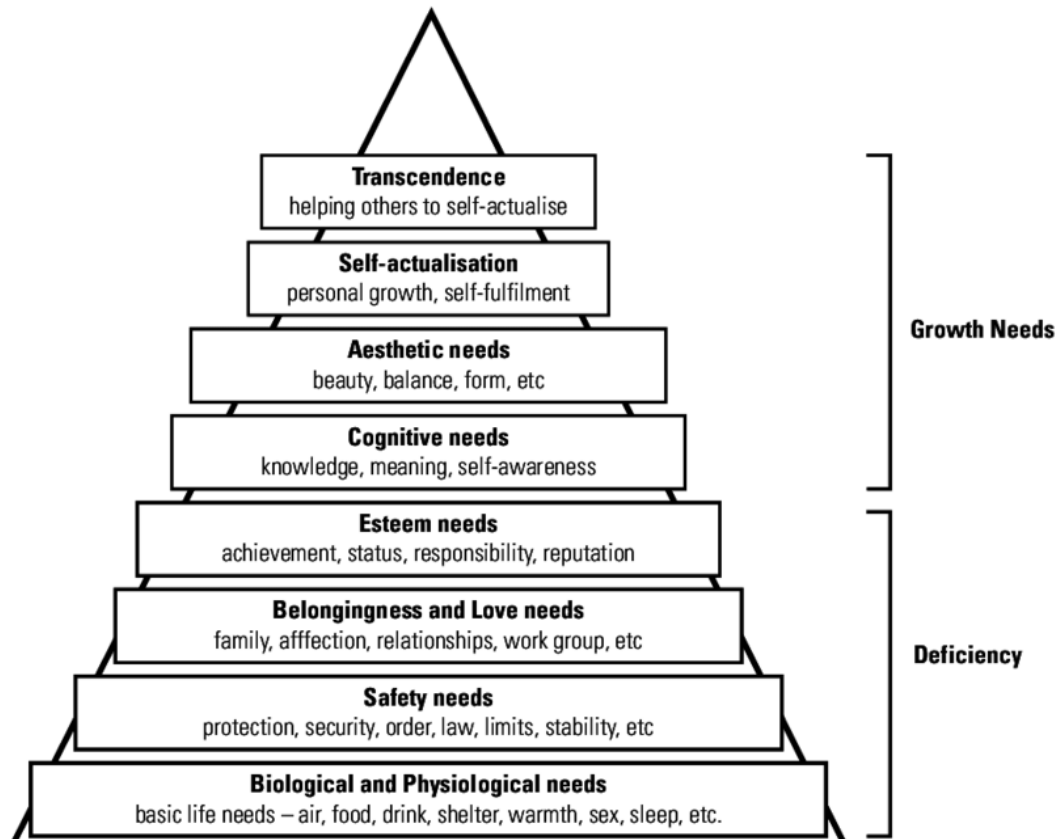 Transcendence
helping others to self-actualise
Self-actualisation
personal growth, self-fulfilment
Aesthetic needs
beauty, balance, form, etc
Cognitive needs
knowledge, meaning, self-awareness
Growth Needs
Esteem needs
achievement, status, responsibility, reputation
Belongingness and Love needs
family, afffection, relationships, work group, etc
Safety needs
protection, security, order, law, limits, stability, etc
Biological and Physiological needs
basic life needs – air, food, drink, shelter, warmth, sex, sleep, etc.
Deficiency